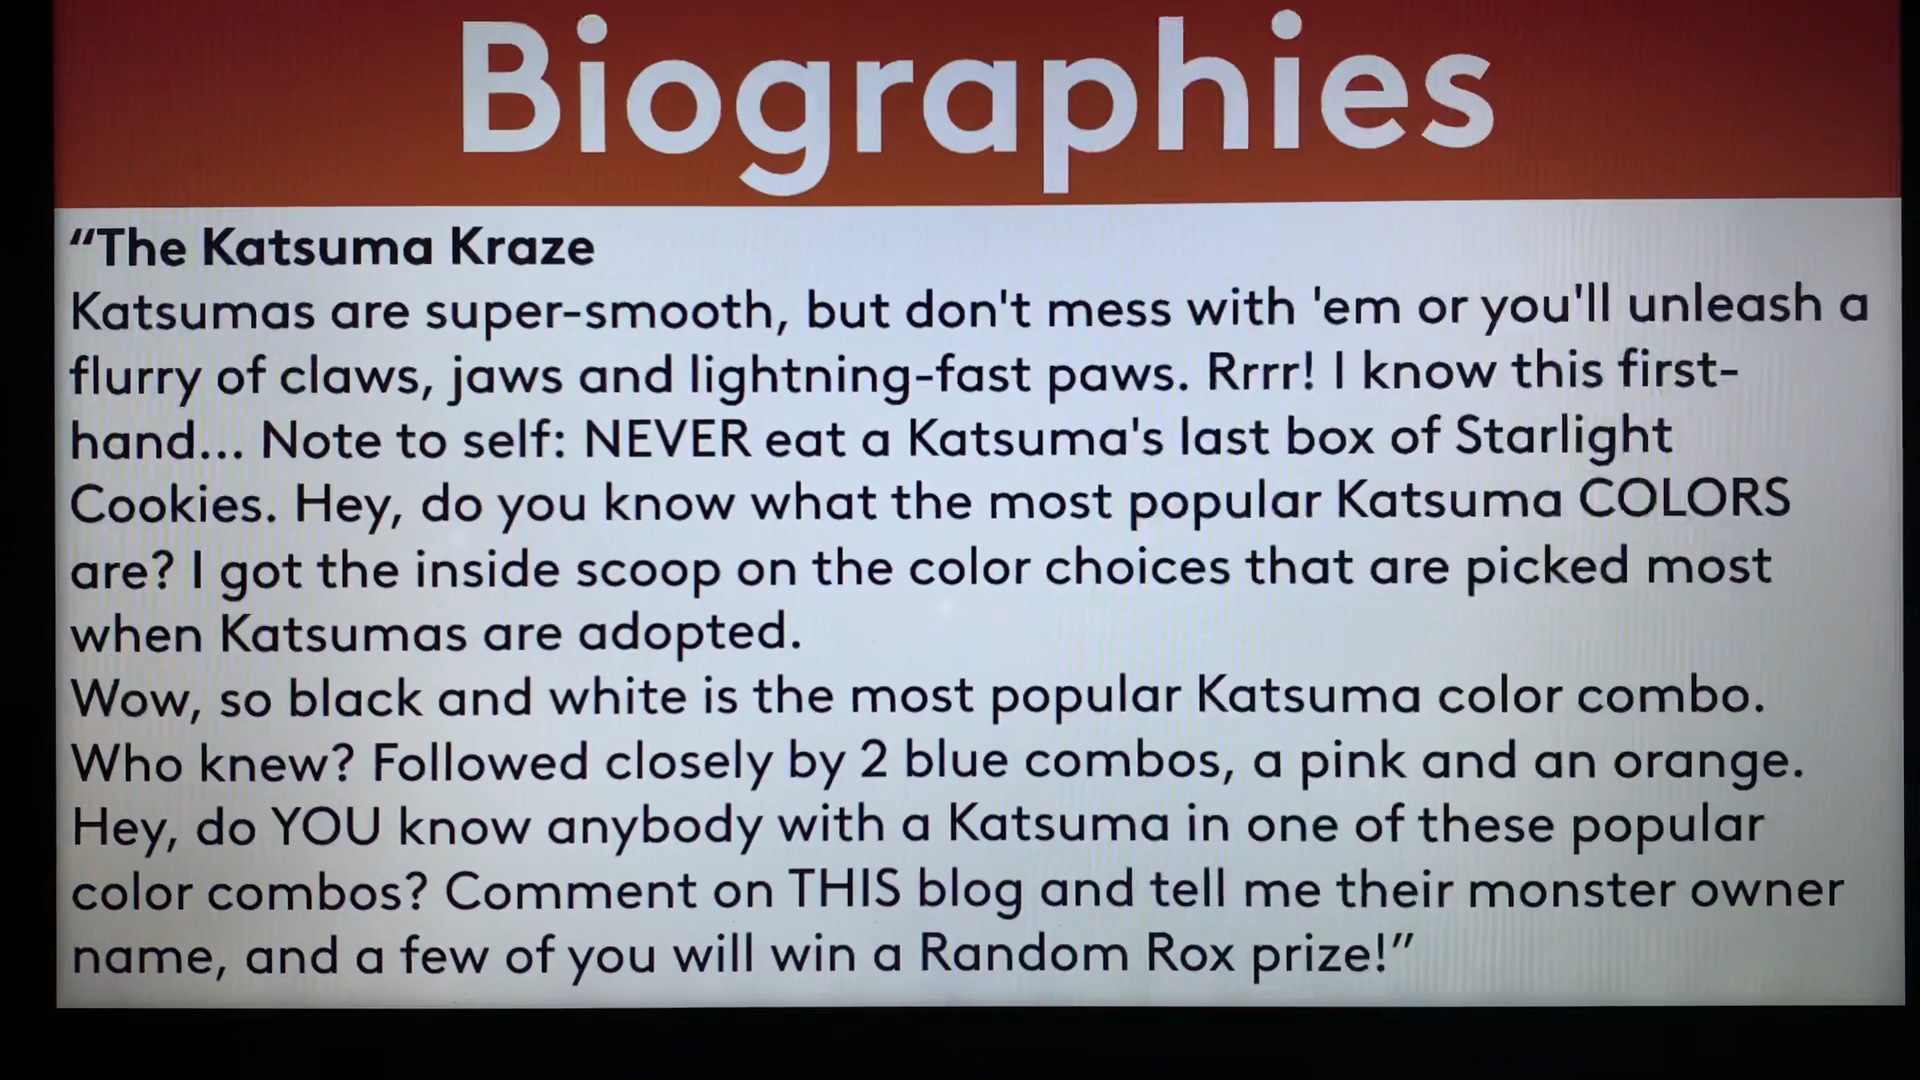 Biographies
“The Katsuma Kraze
Katsumas are super-smooth, but don't mess with 'em or you'll unleash a
flurry of claws, jaws and lightning-fast paws. Rrrr! I know this first-
hand... Note to self: NEVER eat a Katsuma's last box of Starlight
Cookies. Hey, do you know what the most popular Katsuma COLORS
are? I got the inside scoop on the color choices that are picked most
when Katsumas are adopted.
Wow, so black and white is the most popular Katsuma color combo.
Who knew? Followed closely by 2 blue combos, a pink and an orange.
Hey, do YOU know anybody with a Katsuma in one of these popular
color combos? Comment on THIS blog and tell me their monster owner
name, and a few of you will win a Random Rox prize!”